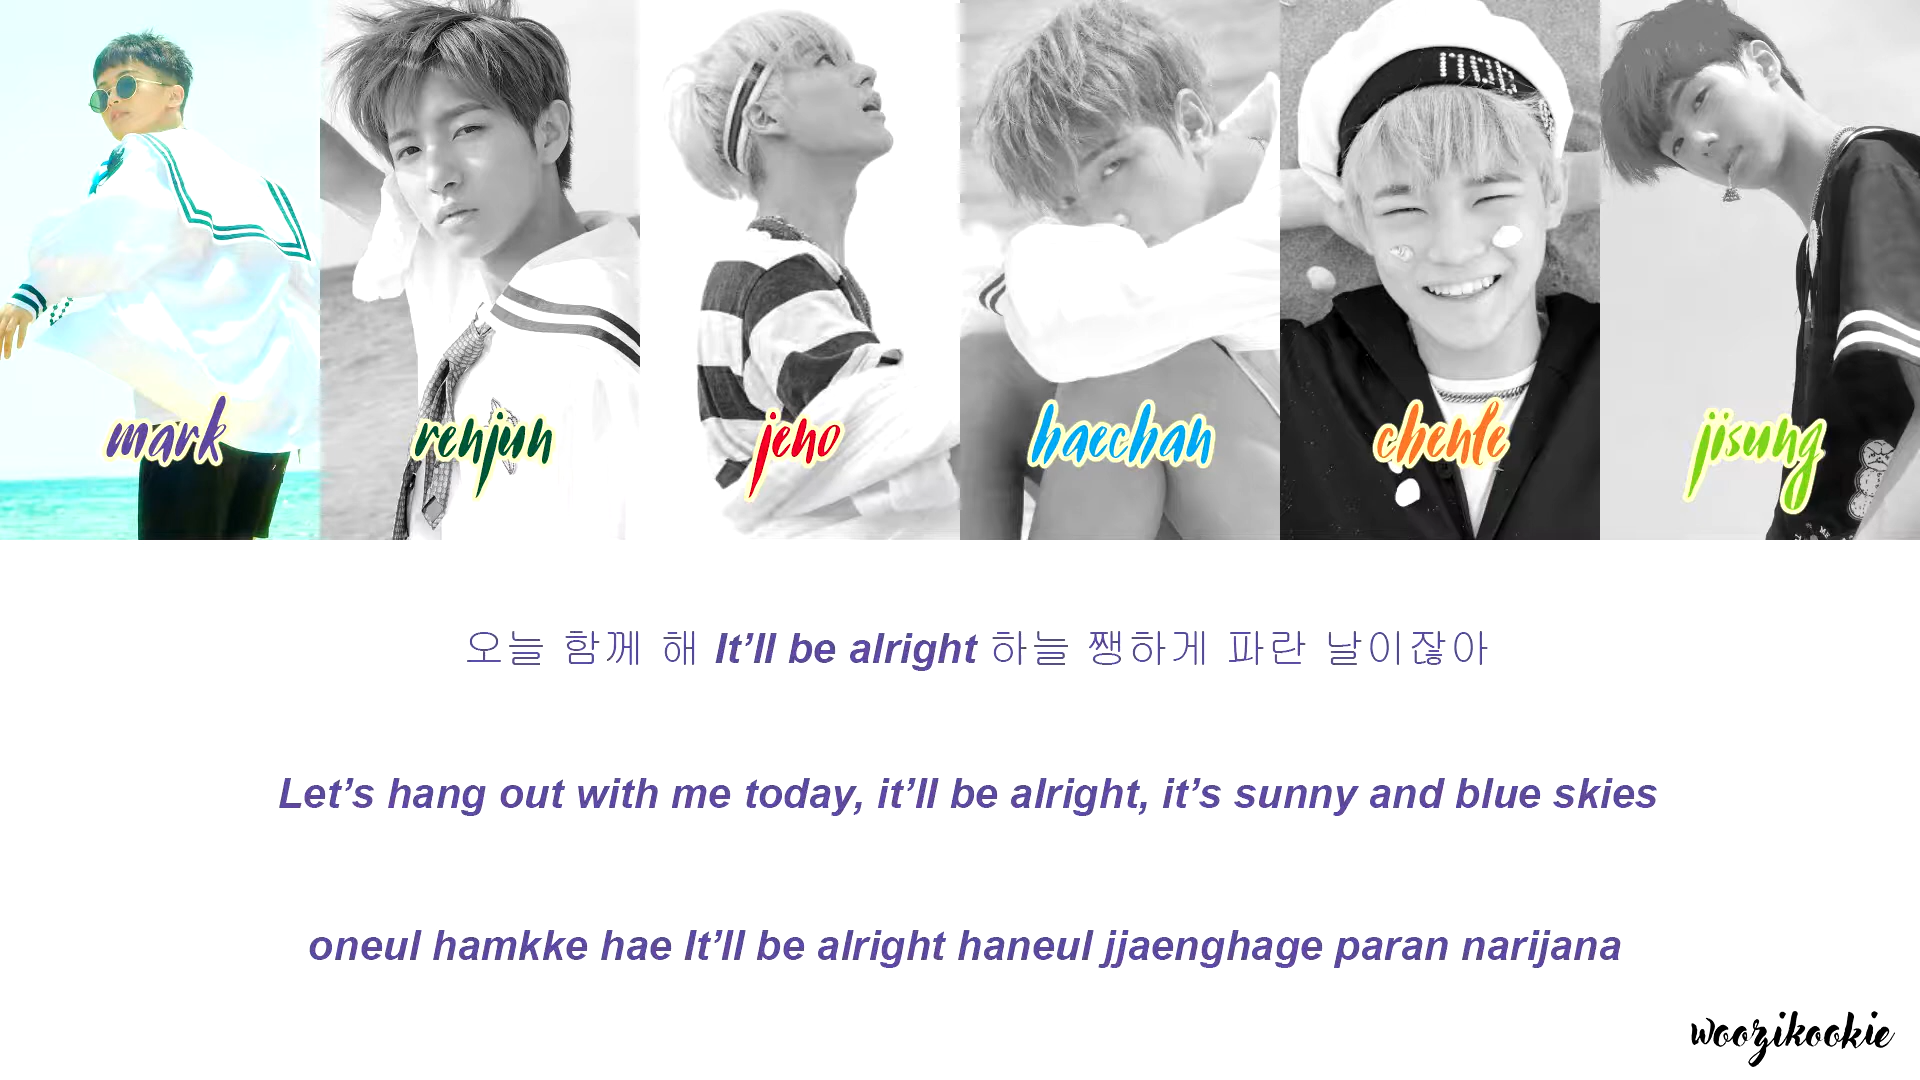 mob
mark
renjun
jeno
haechan
chenle
jisung
오늘 함께 해 It’ll be alright 하늘 쨍하게 파란 날이잖아
Let’s hang out with me today, it’ll be alright, it’s sunny and blue skies
oneul hamkke hae It’ll be alright haneul jjaenghage paran narijana
woozikookie